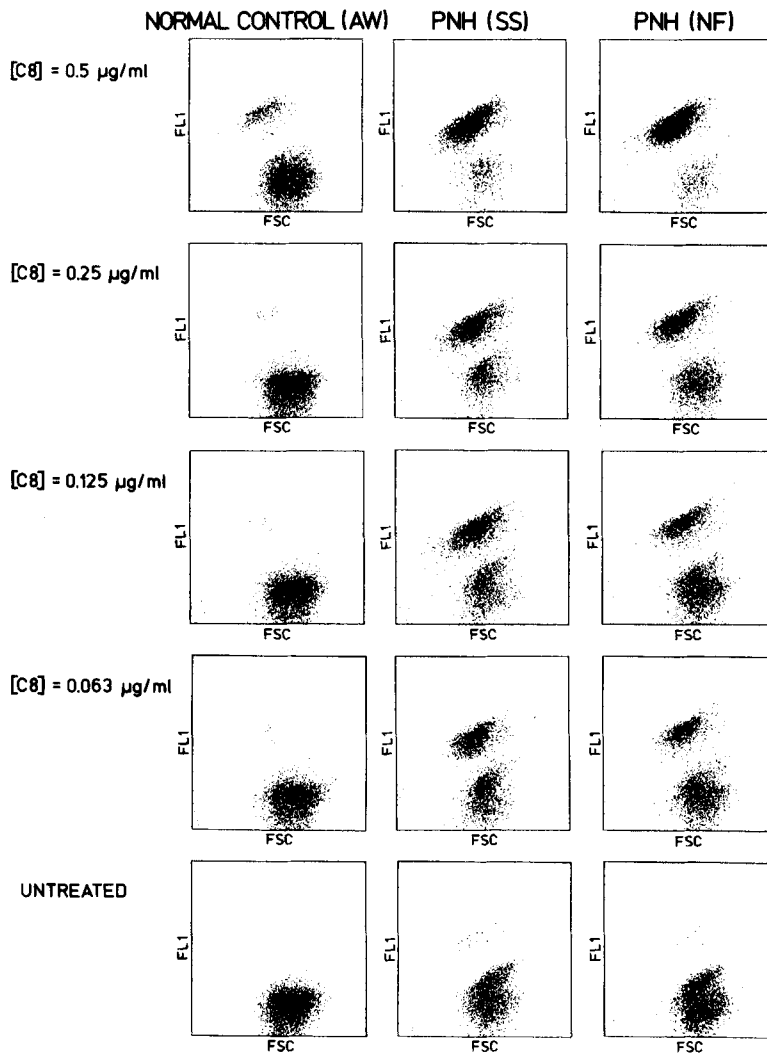 NORMAL CONTROL (AW) PNH (SS) PNH (NF)
[C8] = 0.5 µg/ml
FL1 FL1 FL1
FSC FSC FSC
[C8] = 0.25 µg/ml
FL1 FL1 FL1
FSC FSC FSC
[C8] = 0.125 µg/ml
FL1 FL1 FL1
FSC FSC FSC
[C8] = 0.063 µg/ml
FL1 FL1 FL1
FSC FSC FSC
UNTREATED
FL1 FL1 FL1
FSC FSC FSC